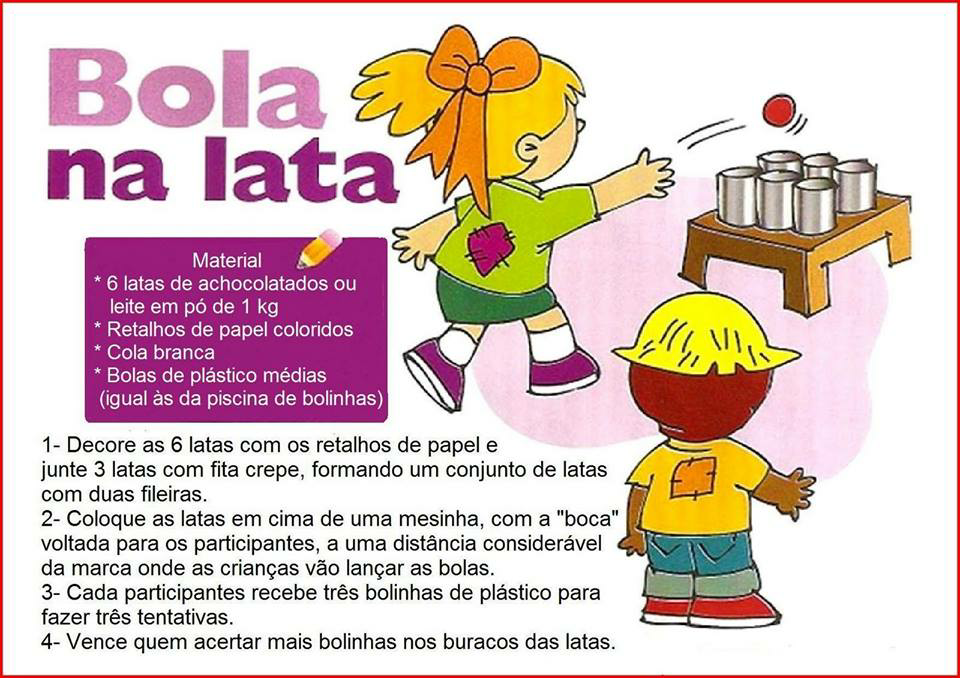 Bola
na lata
Material
* 6 latas de achocolatados ou
leite em pó de 1 kg
* Retalhos de papel coloridos
* Cola branca
* Bolas de plástico médias
(igual às da piscina de bolinhas)
1- Decore as 6 latas com os retalhos de papel e
junte 3 latas com fita crepe, formando um conjunto de latas
com duas fileiras.
2- Coloque as latas em cima de uma mesinha, com a "boca"
voltada para os participantes, a uma distância considerável
da marca onde as crianças vão lançar as bolas.
3- Cada participantes recebe três bolinhas de plástico para
fazer três tentativas.
4- Vence quem acertar mais bolinhas nos buracos das latas.